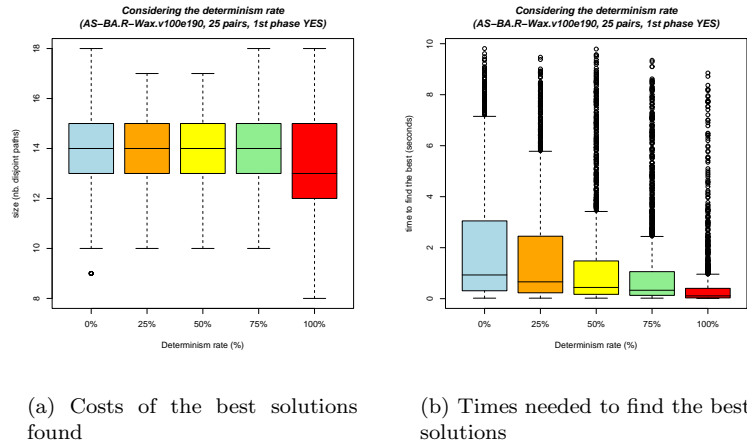 Considering the determinism rate
(AS−BA.R−Wax.v100e190, 25 pairs, 1st phase YES)
18
16
14
12
10
8
size (nb. disjoint paths)
0% 25% 50% 75% 100%
Determinism rate (%)
(a) Costs of the best solutions
found
Considering the determinism rate
(AS−BA.R−Wax.v100e190, 25 pairs, 1st phase YES)
10
8
6
4
2
0
time to find the best (seconds)
0% 25% 50% 75% 100%
Determinism rate (%)
(b) Times needed to find the best
solutions